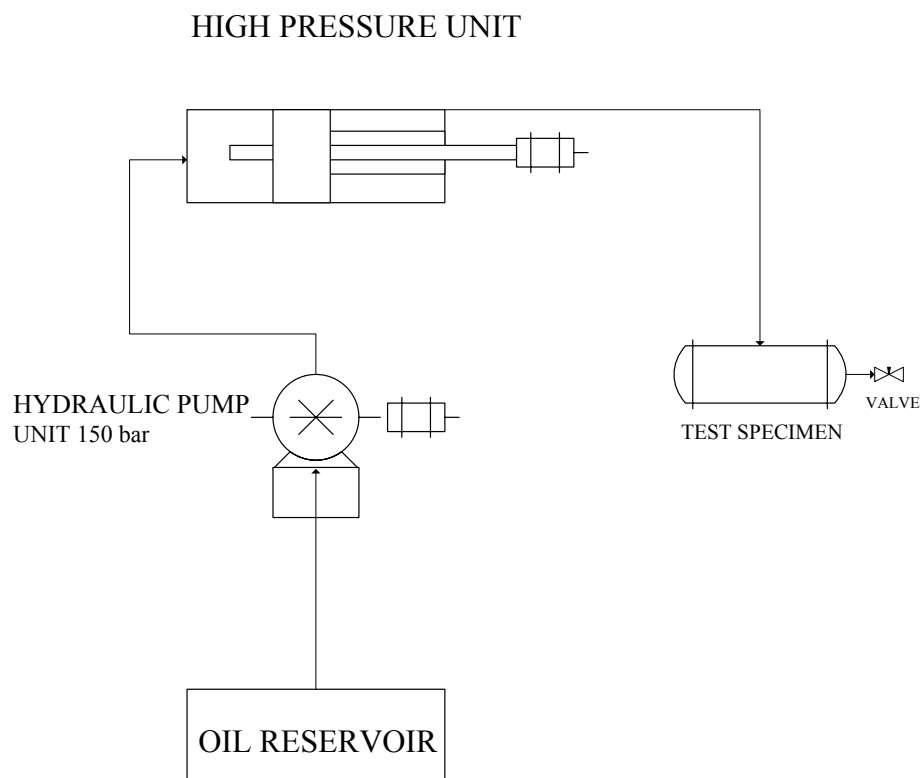 HIGH PRESSURE UNIT
HYDRAULIC PUMP
UNIT 150 bar
VALVE
TEST SPECIMEN
OIL RESERVOIR